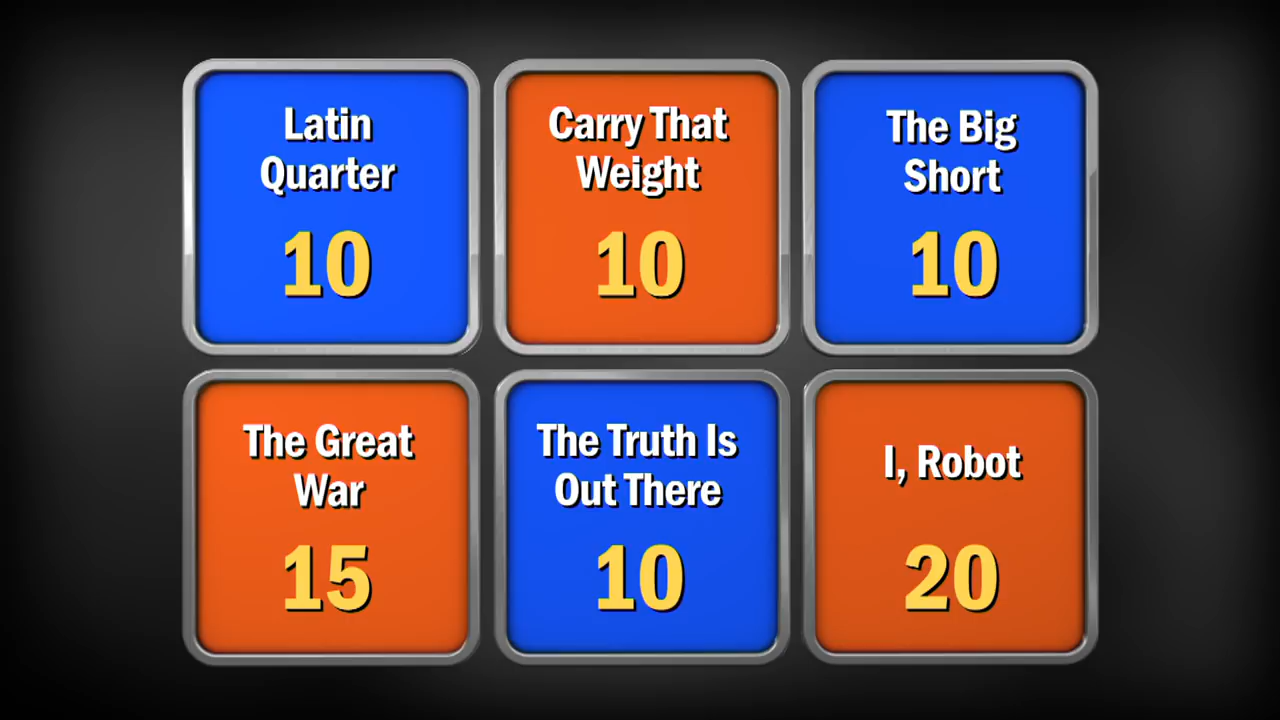 Latin
Quarter
10
Carry That
Weight
10
The Big
Short
10
The Great
War
15
The Truth Is
Out There
10
I, Robot
20